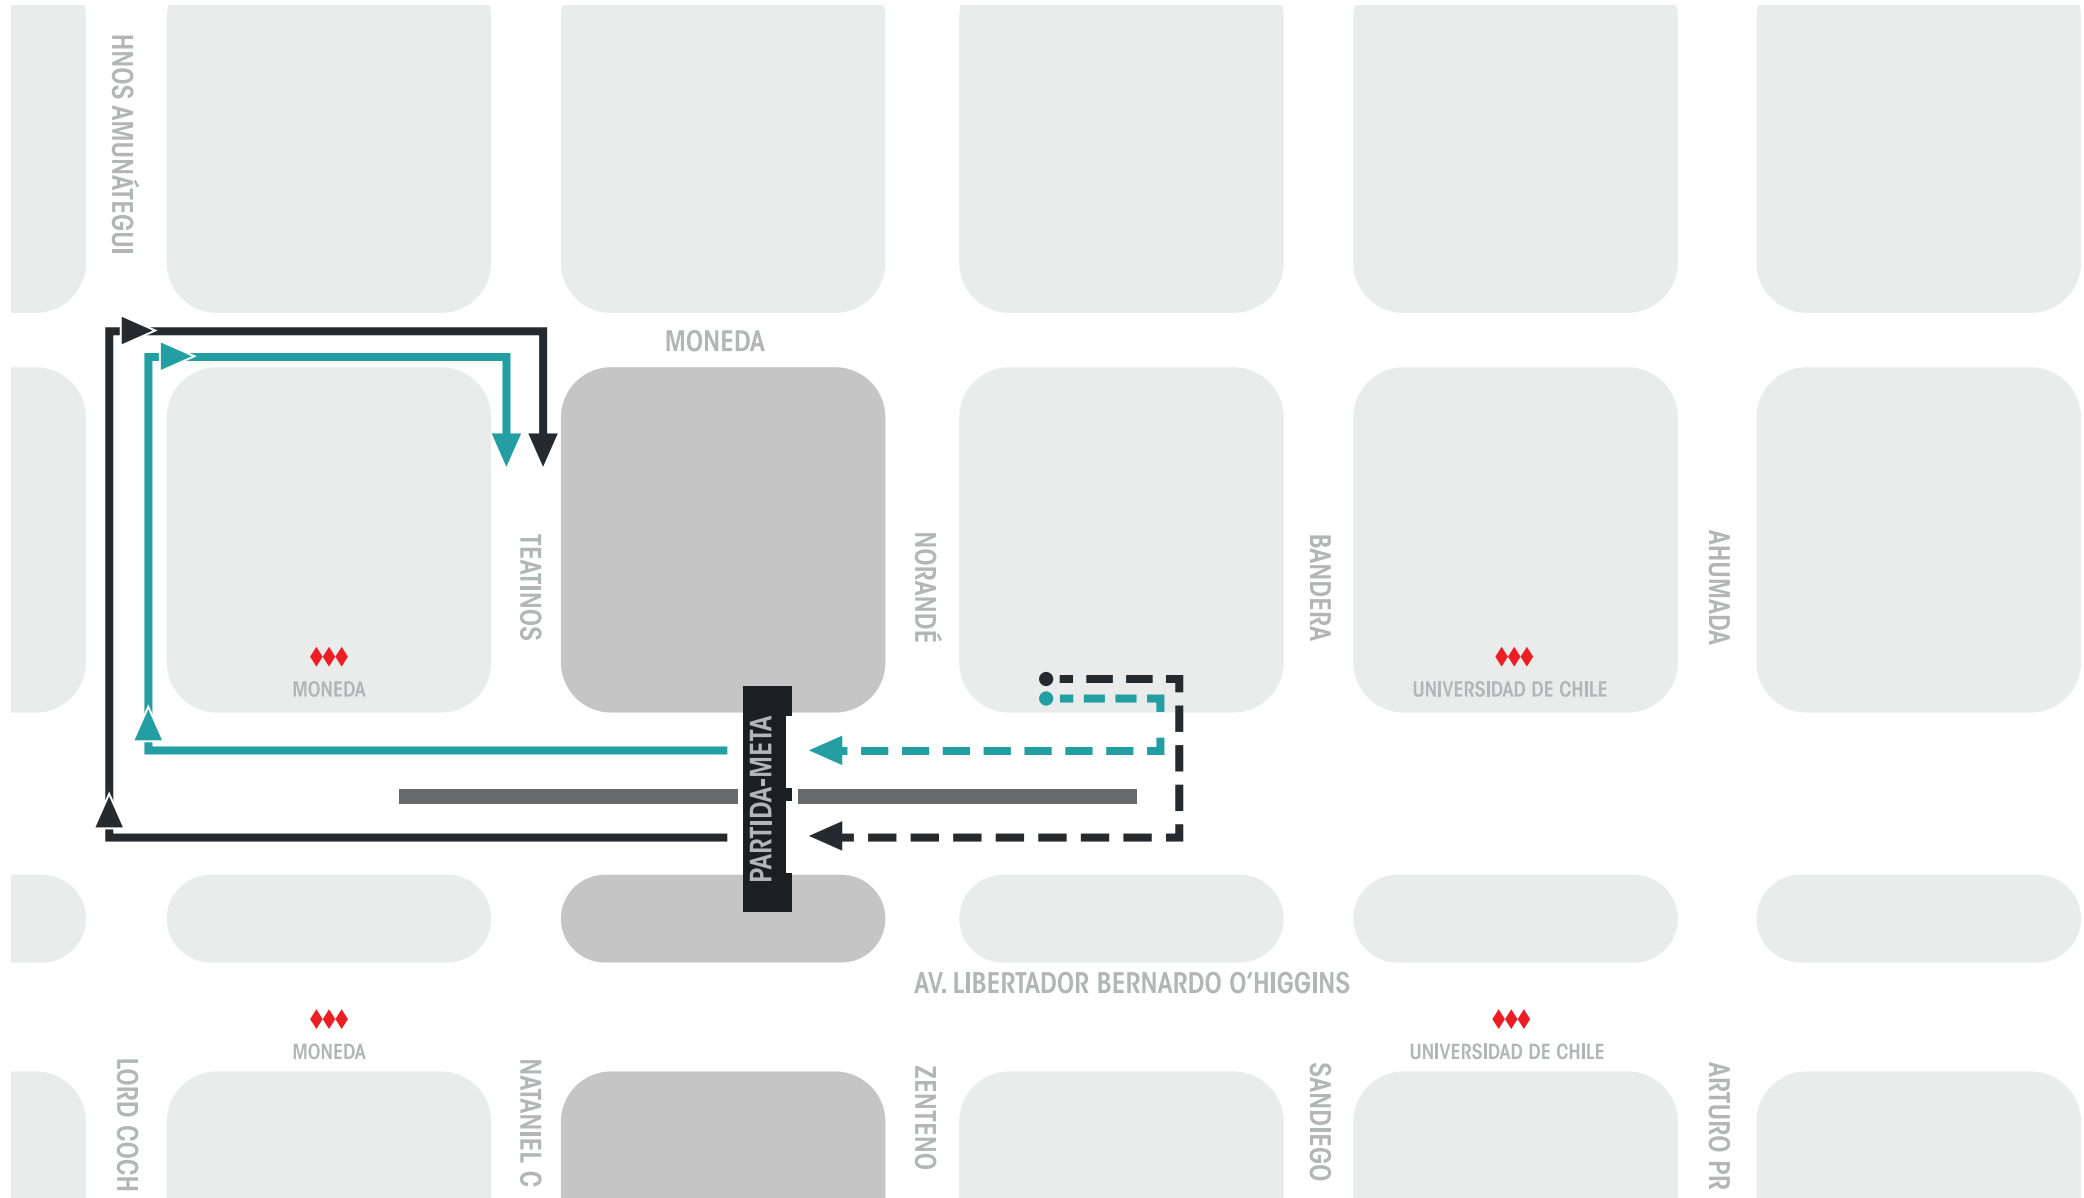 HNOS AMUNÁTEGUI
MONEDA
TEATINOS
NORANDÉ
BANDERA
AHUMADA
MONEDA
UNIVERSIDAD DE CHILE
PARTIDA-META
AV. LIBERTADOR BERNARDO O'HIGGINS
MONEDA
UNIVERSIDAD DE CHILE
LORD COCH
NATANIEL C
ZENTENO
SANDIEGO
ARTURO PR